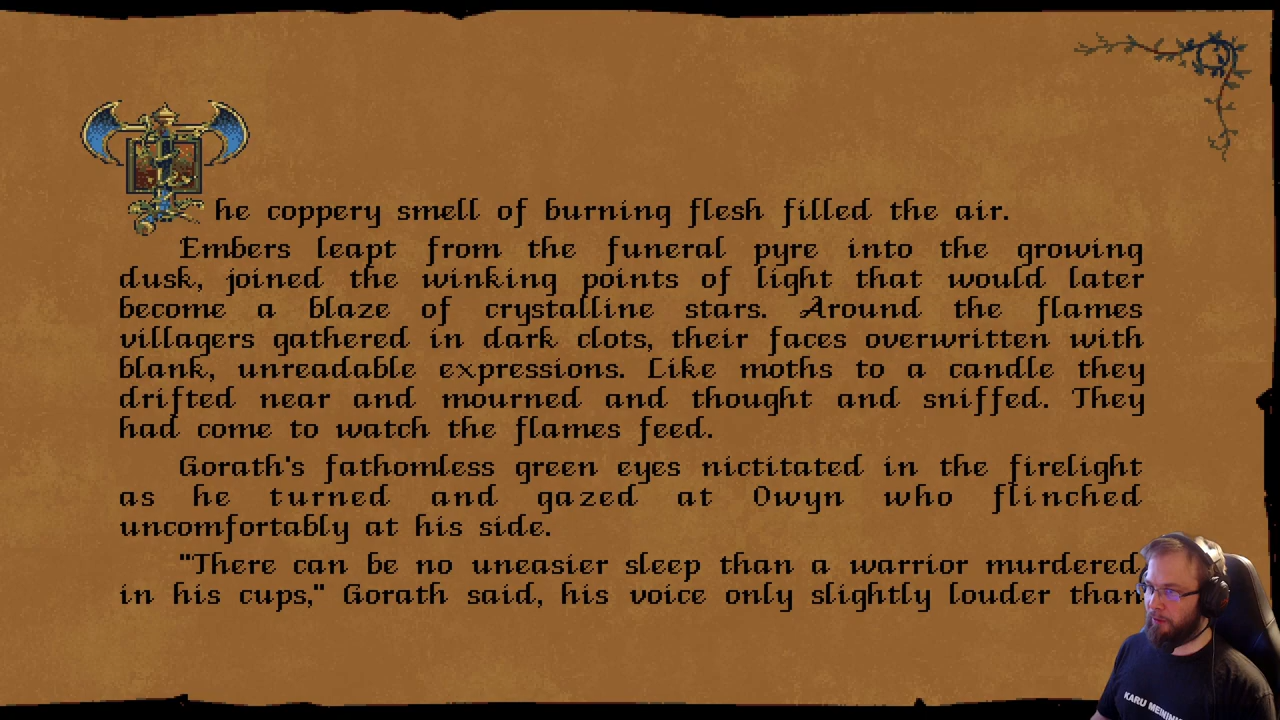 he coppery smell of burning flesh filled the air.
Embers leapt from the funeral pyre into the growing
dusk, joined the winking points of light that would later
become a blaze of crystalline stars. Around the flames
villagers gathered in dark clots, their faces overwritten with
blank, unreadable expressions. Like moths to a candle they
drifted near and mourned and thought and sniffed. They
had come to watch the flames feed.
Gorath's fathomless green eyes nictitated in the firelight
as he turned and gazed at Owyn who flinched
uncomfortably at his side.
"There can be no uneasier sleep than a warrior murdered
in his cups," Gorath said, his voice only slightly louder than
KARU